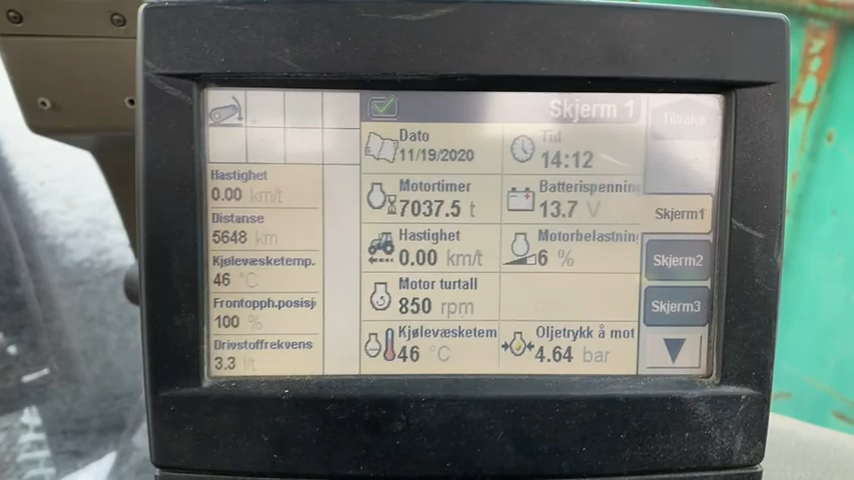 Skjerm 1
Tilbake
Hastighet
0.00 km/t
Distanse
5648 km
Kjølevæsketemp.
46 °C
Frontopph.posisj
100 %
Drivstoffrekvens
3.3 l/t
Dato
11/19/2020
Tid
14:12
Motortimer
7037.5 t
Batterispennin
13.7 V
Hastighet
0.00 km/t
Motorbelastnin
6 %
Motor turtall
850 rpm
Kjølevæsketem
46 °C
Oljetrykk å mot
4.64 bar
Skjerm1
Skjerm2
Skjerm3